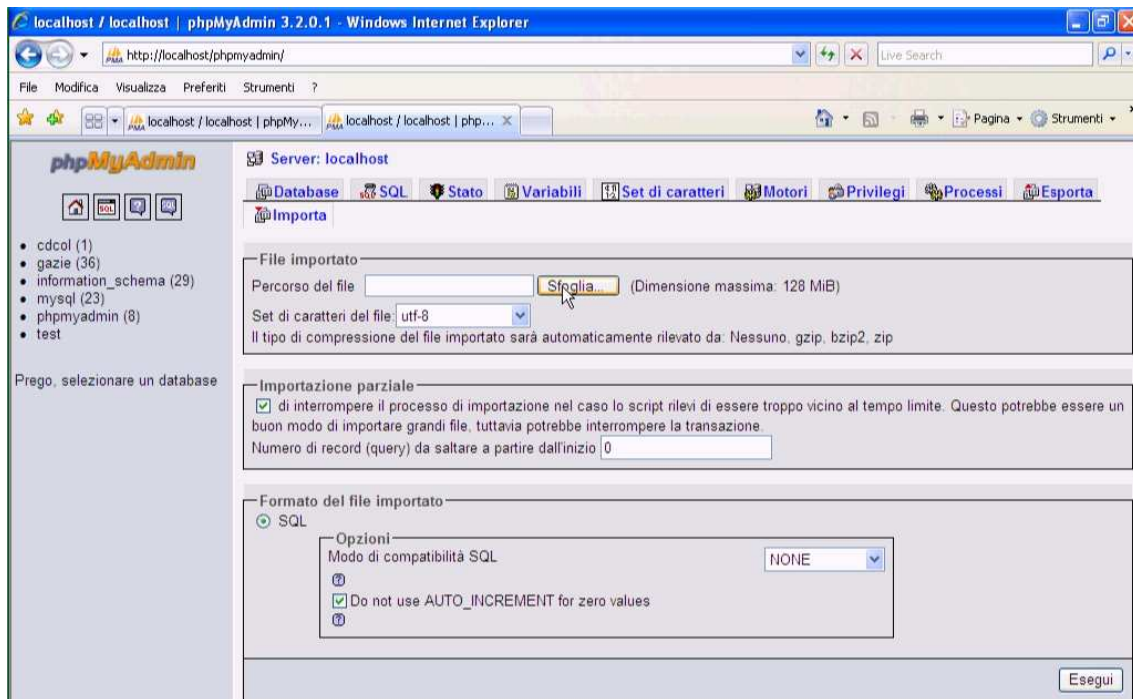 localhost / localhost | phpMyAdmin 3.2.0.1 - Windows Internet Explorer
http://localhost/phpmyadmin/
Live Search
File Modifica Visualizza Preferiti Strumenti ?
localhost / localhost | phpMy... localhost / localhost | php... Pagina Strumenti
phpMyAdmin
Server: localhost
Database SQL Stato Variabili Set di caratteri Motori Privilegi Processi Esporta
Importa
cdcol (1)
gazie (36)
information_schema (29)
mysql (23)
phpmyadmin (8)
test
Prego, selezionare un database
File importato
Percorso del file Sfoglia... (Dimensione massima: 128 MiB)
Set di caratteri del file: utf-8
Il tipo di compressione del file importato sarà automaticamente rilevato da: Nessuno, gzip, bzip2, zip
Importazione parziale
di interrompere il processo di importazione nel caso lo script rilevi di essere troppo vicino al tempo limite. Questo potrebbe essere un
buon modo di importare grandi file, tuttavia potrebbe interrompere la transazione.
Numero di record (query) da saltare a partire dall'inizio 0
Formato del file importato
SQL
Opzioni
Modo di compatibilità SQL NONE
Do not use AUTO_INCREMENT for zero values
Esegui